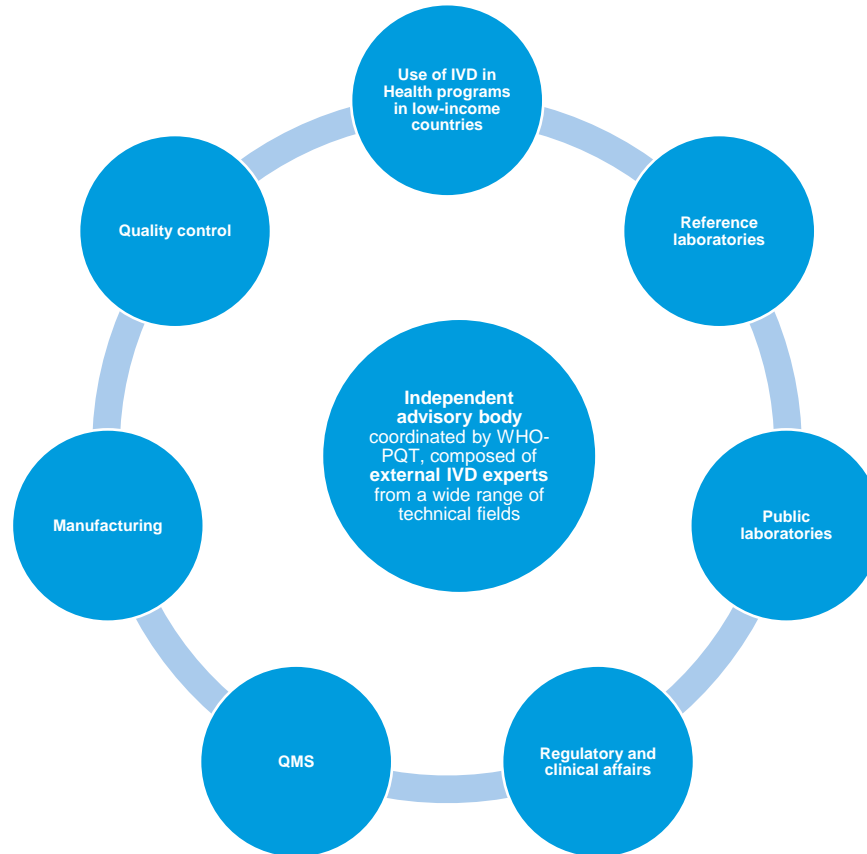 Use of IVD in
Health programs
in low-income
countries
Reference
laboratories
Public
laboratories
Regulatory and
clinical affairs
QMS
Manufacturing
Quality control
Independent
advisory body
coordinated by WHO-
PQT, composed of
external IVD experts
from a wide range of
technical fields